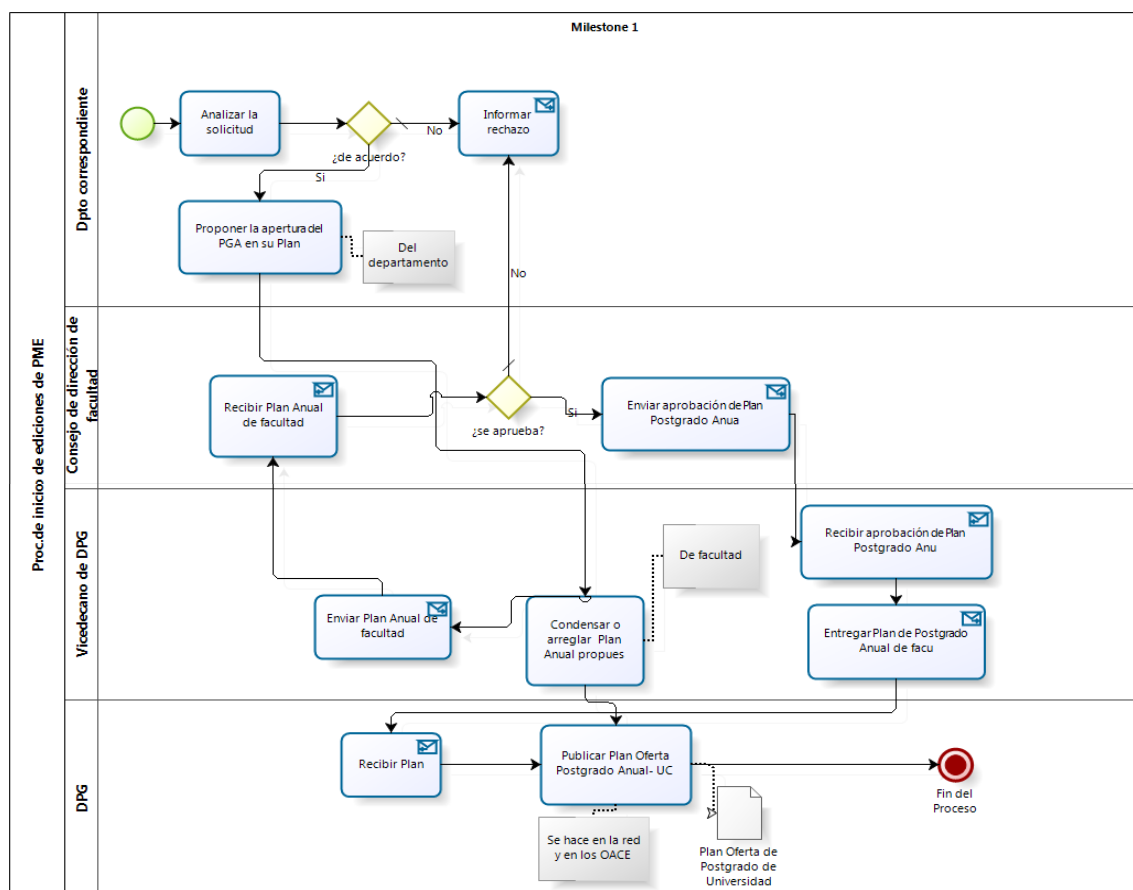 Milestone 1
Proc.de inicio de ediciones de PME
Dpto correspondiente
Analizar la
solicitud
¿de acuerdo?
No
Informar
rechazo
Si
Proponer la apertura del
PGA en su Plan
Del
departamento
No
Consejo de dirección de
facultad
Recibir Plan Anual
de facultad
¿se aprueba?
Si
Enviar aprobación de Plan
Postgrado Anua
Vicedecano de DPG
De facultad
Recibir aprobación de Plan
Postgrado Anu
Enviar Plan Anual de
facultad
Condensar o
arreglar Plan
Anual propues
Entregar Plan de Postgrado
Anual de facu
DPG
Recibir Plan
Publicar Plan Oferta
Postgrado Anual- UC
Fin del
Proceso
Se hace en la red
y en los OACE
Plan Oferta de
Postgrado de
Universidad